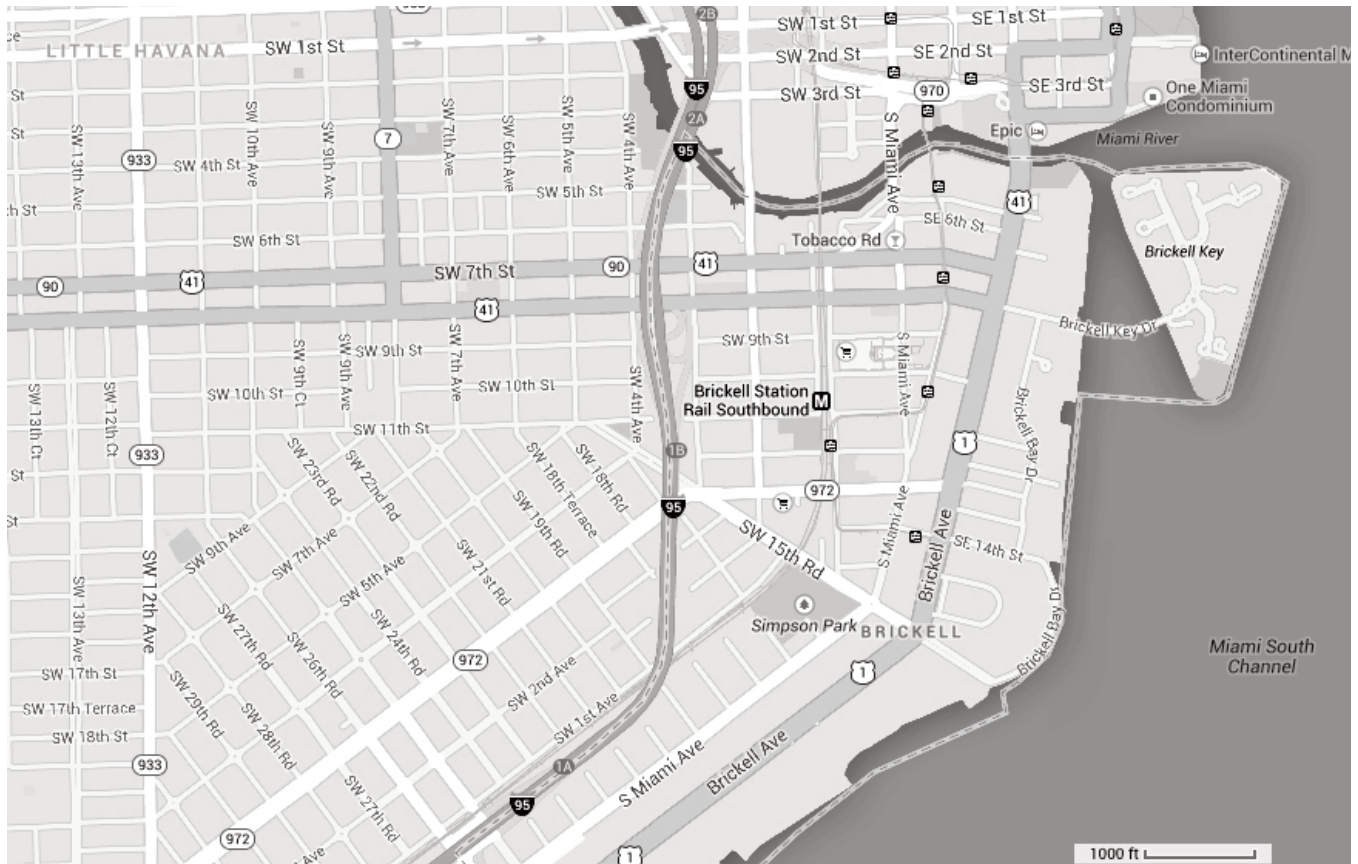 2B
SW 1st St
SE 1st St
LITTLE HAVANA
SW 1st St
SW 2nd St
SE 2nd St
InterContinental M
St
95
SW 3rd St
970
SE 3rd St
One Miami
Condominium
2A
S Miami Ave
Epic
Miami River
7
933
SW 13th Ave
SW 10th Ave
SW 9th Ave
SW 7th Ave
SW 6th Ave
SW 5th Ave
SW 4th Ave
95
SW 4th St
SW 5th St
41
th St
SE 6th St
SW 6th St
Tobacco Rd
Brickell Key
90
41
SW 7th St
90
41
41
Brickell Key Dr
SW 9th St
SW 9th St
S Miami Ave
SW 13th Ct
SW 12th Ct
SW 10th St
SW 9th Ct
SW 9th Ave
SW 7th Ave
SW 10th St
SW 4th Ave
Brickell Station
Rail Southbound
M
Brickell Bay Dr
SW 11th St
933
1B
1
St
SW 23rd Rd
SW 22nd Rd
SW 18th Terrace
SW 18th Rd
SW 19th Rd
972
95
St
SW 9th Ave
SW 7th Ave
SW 5th Ave
SW 21st Rd
SW 15th Rd
S Miami Ave
Brickell Ave
SE 14th St
SW 12th Ave
SW 13th Ave
SW 27th Rd
SW 26th Rd
SW 24th Rd
Simpson Park
BRICKELL
Brickell Bay Dr
Brickell Bay Dr
Miami South
Channel
972
SW 17th St
SW 2nd Ave
1
SW 17th Terrace
SW 29th Rd
SW 28th Rd
SW 1st Ave
SW 18th St
933
1A
S Miami Ave
Brickell Ave
SW 27th Rd
95
972
1
1000 ft